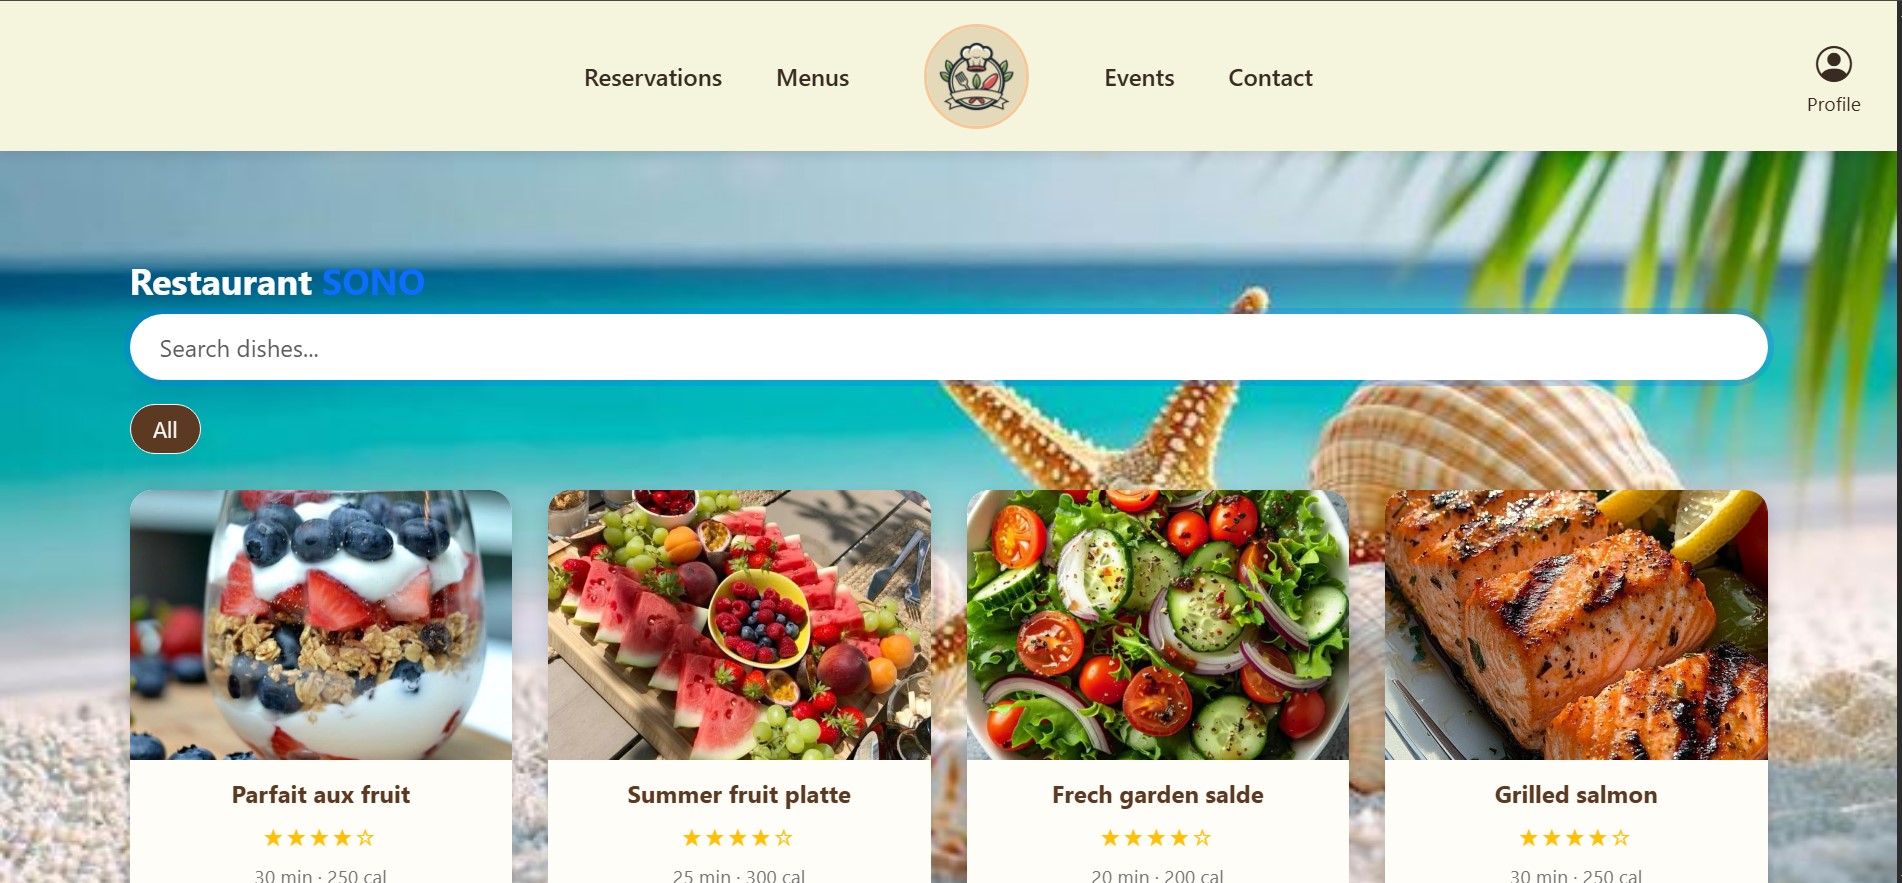 Reservations
Menus
Events
Contact
Profile
Restaurant SONO
Search dishes...
All
Parfait aux fruit
Summer fruit platte
Frech garden salde
Grilled salmon
★★★★☆
★★★★☆
★★★★☆
★★★★☆
30 min · 250 cal
25 min · 300 cal
20 min · 200 cal
30 min · 250 cal